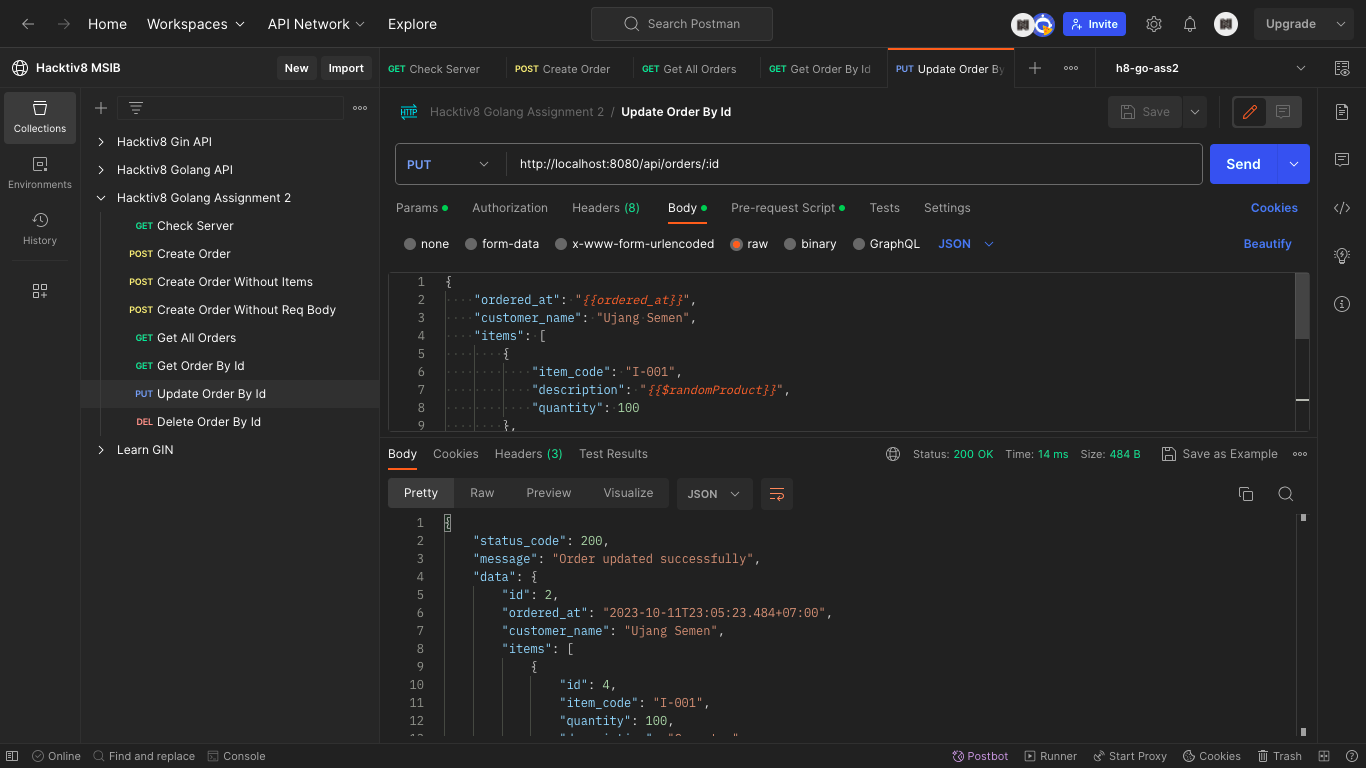 Home Workspaces API Network Explore Search Postman Invite Upgrade
Hacktiv8 MSIB New Import
GET Check Server POST Create Order GET Get All Orders GET Get Order By Id PUT Update Order By h8-go-ass2
Collections
Environments
History
Hacktiv8 Gin API
Hacktiv8 Golang API
Hacktiv8 Golang Assignment 2
GET Check Server
POST Create Order
POST Create Order Without Items
POST Create Order Without Req Body
GET Get All Orders
GET Get Order By Id
PUT Update Order By Id
DEL Delete Order By Id
Learn GIN
HTTP Hacktiv8 Golang Assignment 2 / Update Order By Id Save
PUT http://localhost:8080/api/orders/:id Send
Params Authorization Headers (8) Body Pre-request Script Tests Settings Cookies
none form-data x-www-form-urlencoded raw binary GraphQL JSON Beautify
1 {
2 "ordered_at": "{{ordered_at}}",
3 "customer_name": "Ujang Semen",
4 "items": [
5 {
6 "item_code": "I-001",
7 "description": "{{$randomProduct}}",
8 "quantity": 100
9 },
Body Cookies Headers (3) Test Results Status: 200 OK Time: 14 ms Size: 484 B Save as Example
Pretty Raw Preview Visualize JSON
1 {
2 "status_code": 200,
3 "message": "Order updated successfully",
4 "data": {
5 "id": 2,
6 "ordered_at": "2023-10-11T23:05:23.484+07:00",
7 "customer_name": "Ujang Semen",
8 "items": [
9 {
10 "id": 4,
11 "item_code": "I-001",
12 "quantity": 100,
Online Find and replace Console Postbot Runner Start Proxy Cookies Trash